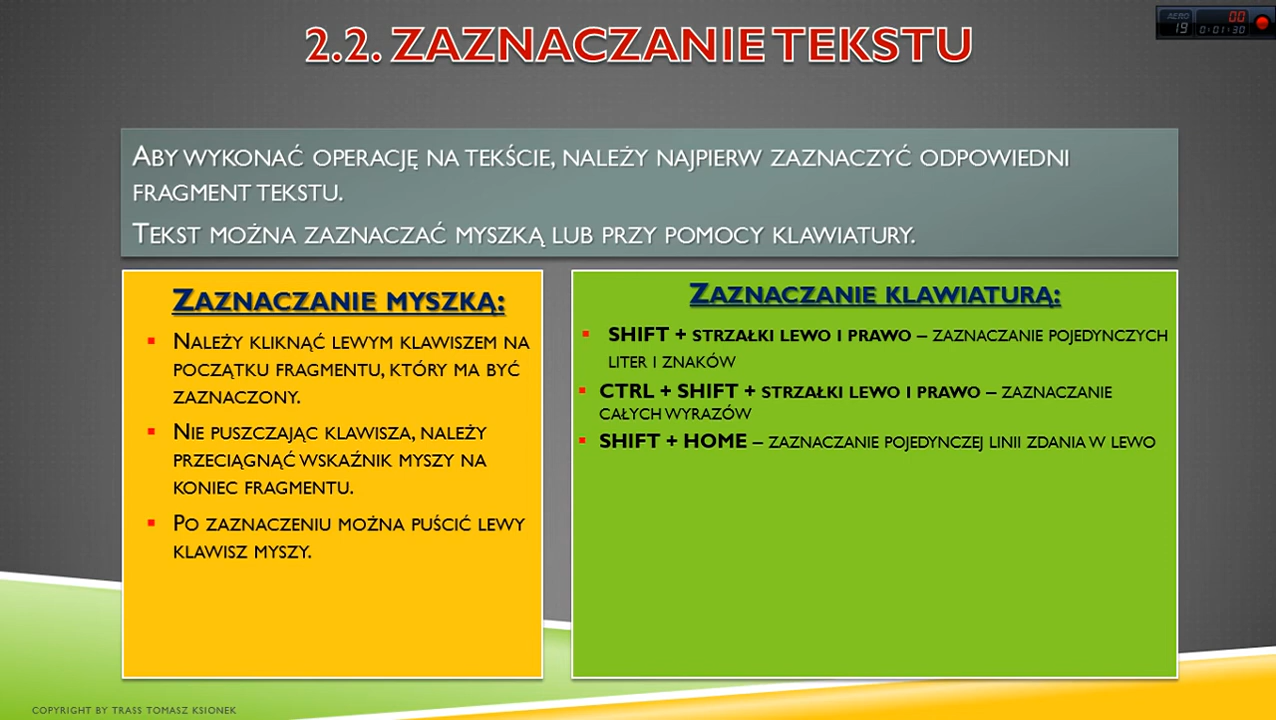 2.2. ZAZNACZANIE TEKSTU
AERO
19
00
0:01:30
ABY WYKONAĆ OPERACJĘ NA TEKŚCIE, NALEŻY NAJPIERW ZAZNACZYĆ ODPOWIEDNI
FRAGMENT TEKSTU.
TEKST MOŻNA ZAZNACZAĆ MYSZKĄ LUB PRZY POMOCY KLAWIATURY.
ZAZNACZANIE MYSZKĄ:
NALEŻY KLIKNĄĆ LEWYM KLAWISZEM NA
POCZĄTKU FRAGMENTU, KTÓRY MA BYĆ
ZAZNACZONY.
NIE PUSZCZAJĄC KLAWISZA, NALEŻY
PRZECIĄGNĄĆ WSKAŹNIK MYSZY NA
KONIEC FRAGMENTU.
PO ZAZNACZENIU MOŻNA PUŚCIĆ LEWY
KLAWISZ MYSZY.
ZAZNACZANIE KLAWIATURĄ:
SHIFT + STRZAŁKI LEWO I PRAWO – ZAZNACZANIE POJEDYNCZYCH
LITER I ZNAKÓW
CTRL + SHIFT + STRZAŁKI LEWO I PRAWO – ZAZNACZANIE
CAŁYCH WYRAZÓW
SHIFT + HOME – ZAZNACZANIE POJEDYNCZEJ LINII ZDANIA W LEWO
COPYRIGHT BY TRASS TOMASZ KSIONEK